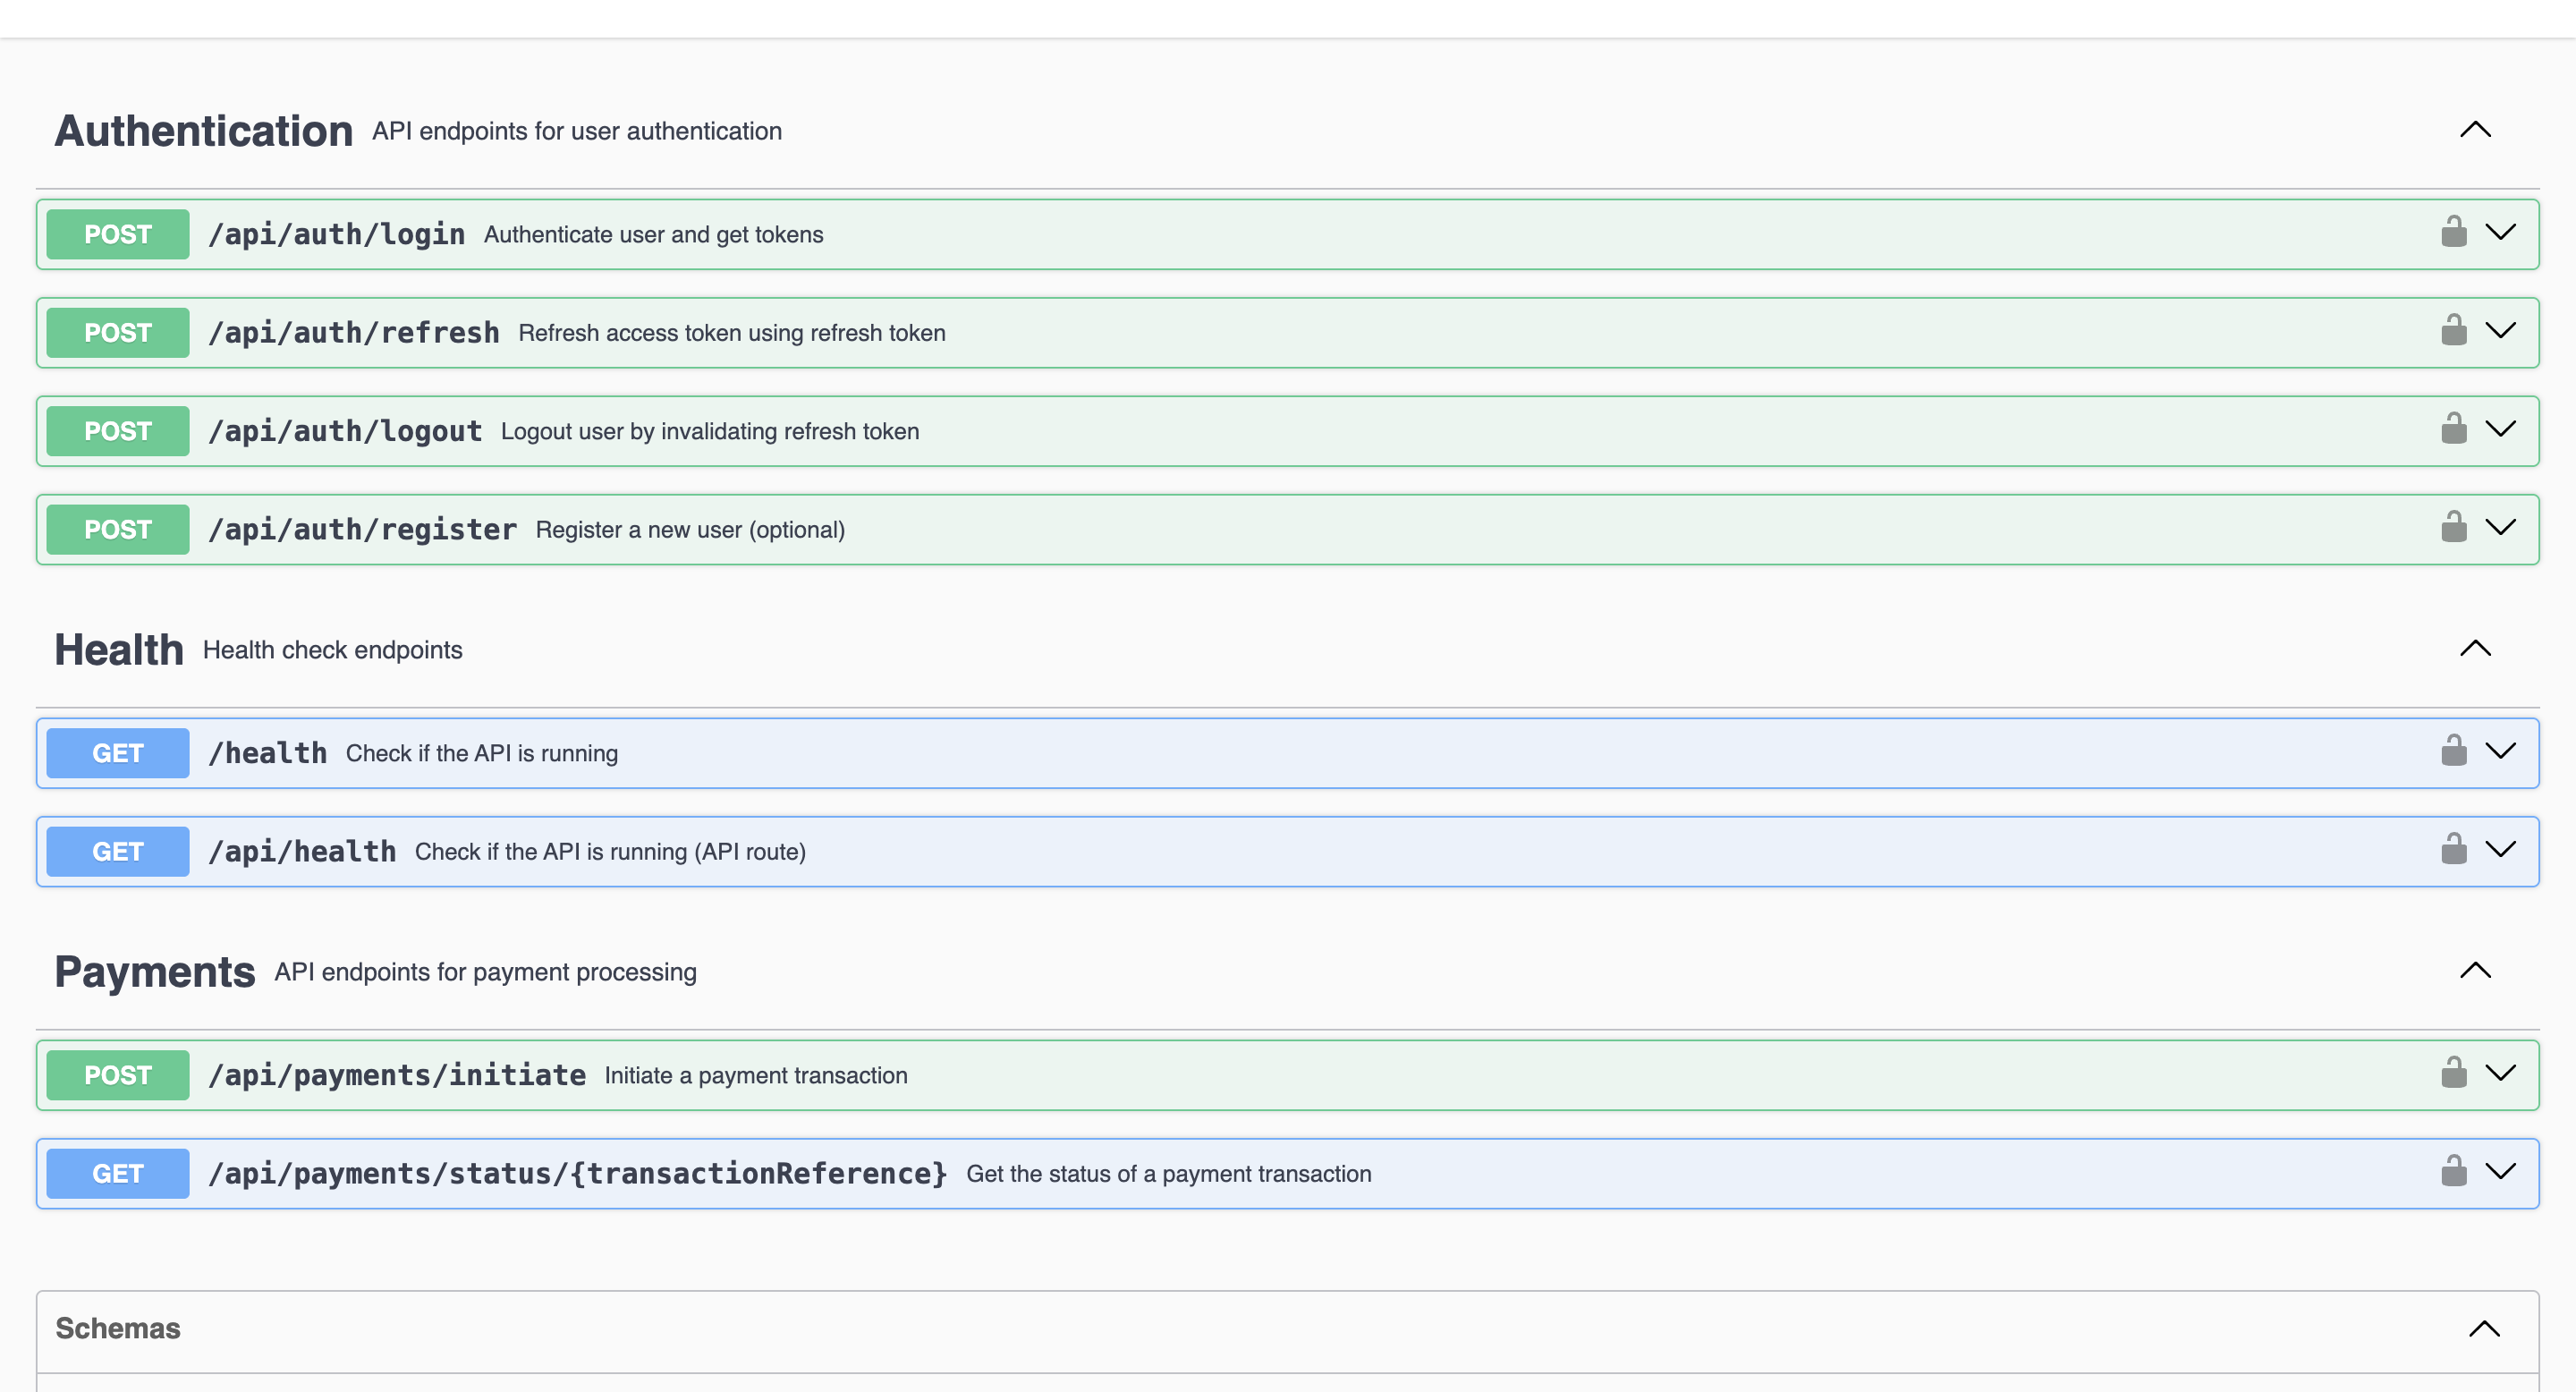 Authentication API endpoints for user authentication
POST /api/auth/login Authenticate user and get tokens
POST /api/auth/refresh Refresh access token using refresh token
POST /api/auth/logout Logout user by invalidating refresh token
POST /api/auth/register Register a new user (optional)
Health Health check endpoints
GET /health Check if the API is running
GET /api/health Check if the API is running (API route)
Payments API endpoints for payment processing
POST /api/payments/initiate Initiate a payment transaction
GET /api/payments/status/{transactionReference} Get the status of a payment transaction
Schemas